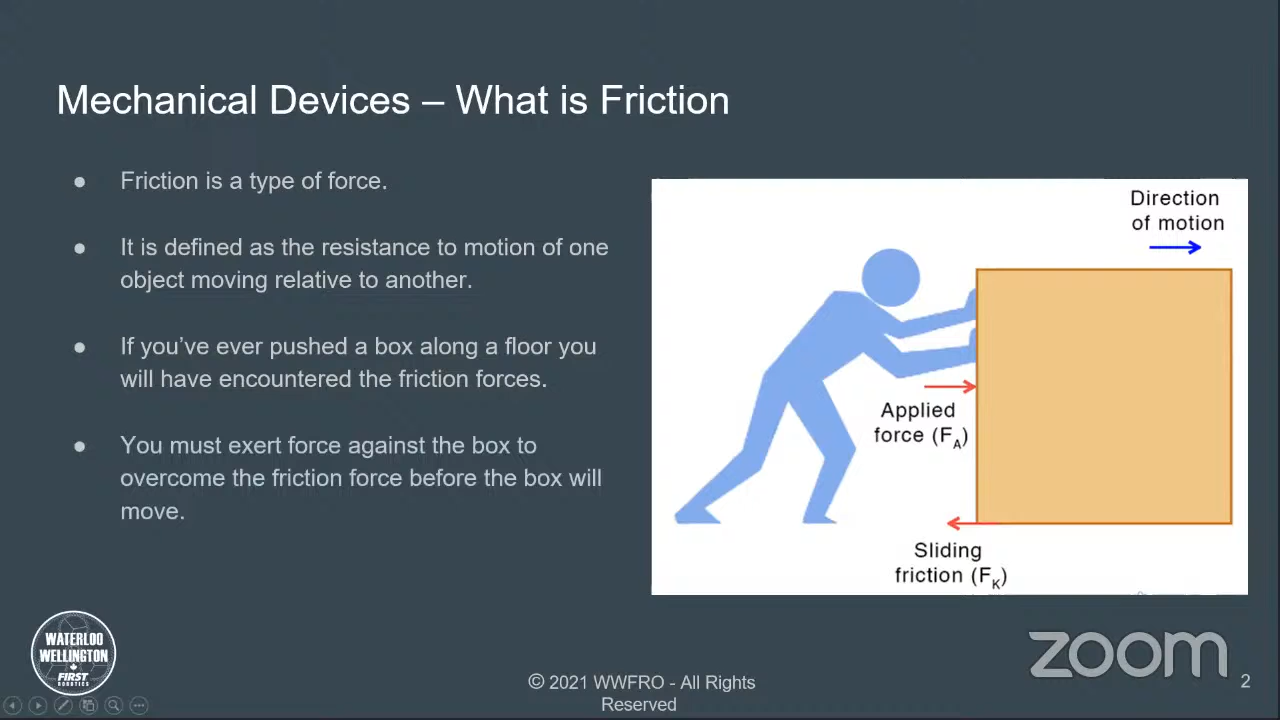 Mechanical Devices – What is Friction
● Friction is a type of force.
● It is defined as the resistance to motion of one
object moving relative to another.
● If you’ve ever pushed a box along a floor you
will have encountered the friction forces.
● You must exert force against the box to
overcome the friction force before the box will
move.
Direction
of motion
Applied
force (FA)
Sliding
friction (FK)
WATERLOO
WELLINGTON
FIRST
ROBOTICS
© 2021 WWFRO - All Rights
Reserved
zoom
2